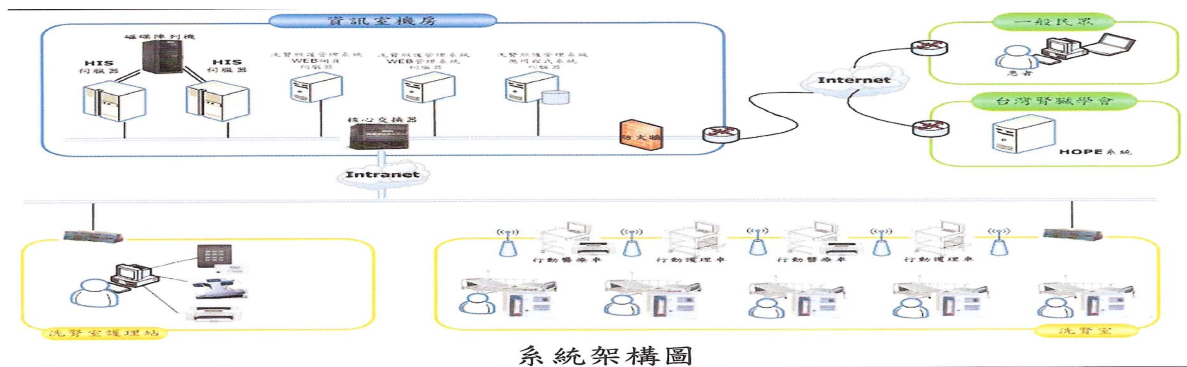 資訊室機房
一般民眾
磁碟陣列機
HIS
伺服器
HIS
伺服器
洗腎照護管理系統
WEB網頁
伺服器
洗腎照護管理系統
WEB管理系統
伺服器
洗腎照護管理系統
應用程式系統
伺服器
患者
Internet
台灣腎臟學會
核心交換器
防火牆
HOPE系統
Intranet
行動醫療車
行動護理車
行動醫療車
行動護理車
洗腎室護理站
洗腎室
系統架構圖